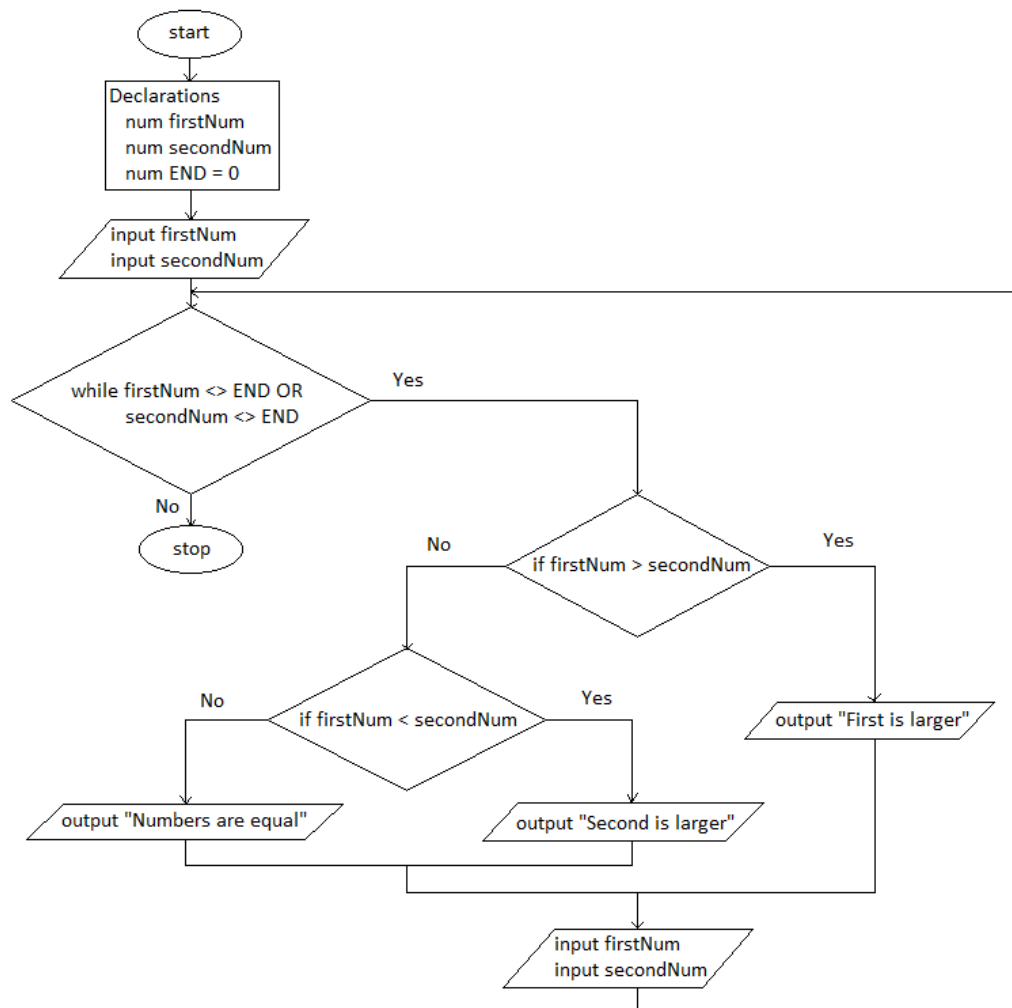 start
Declarations
num firstNum
num secondNum
num END = 0
input firstNum
input secondNum
while firstNum <> END OR
secondNum <> END
Yes
No
stop
No
Yes
if firstNum > secondNum
No
Yes
if firstNum < secondNum
output "First is larger"
output "Numbers are equal"
output "Second is larger"
input firstNum
input secondNum